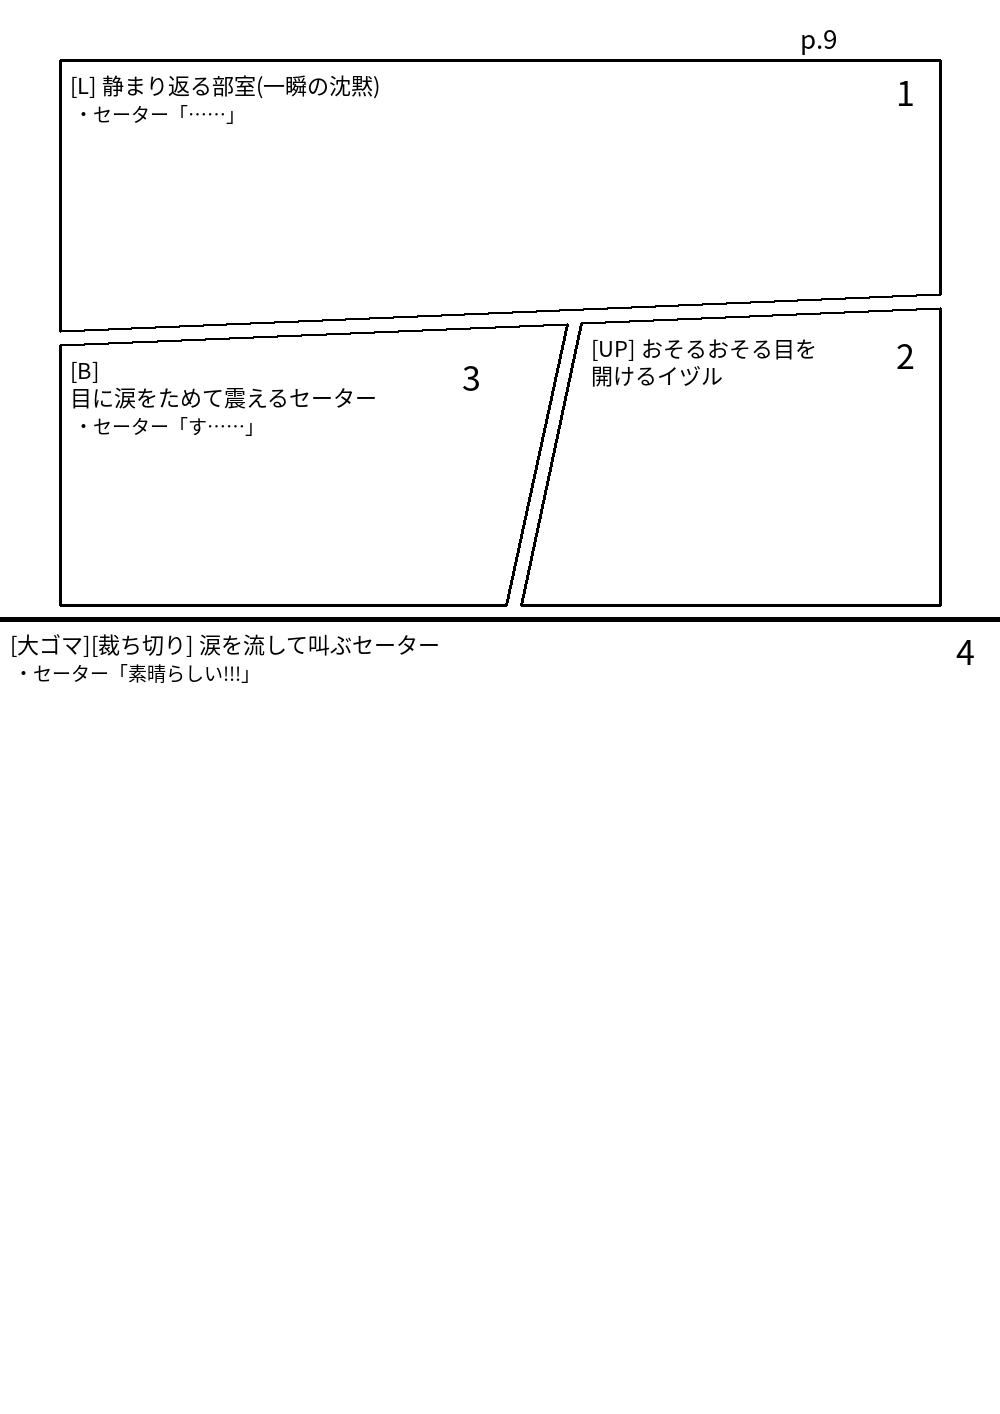 p.9
[L] 静まり返る部室(一瞬の沈黙)
・セーター「……」
1
[UP] おそるおそる目を
開けるイヅル
2
[B]
目に涙をためて震えるセーター
・セーター「す……」
3
[大ゴマ][裁ち切り] 涙を流して叫ぶセーター
・セーター「素晴らしい!!!」
4